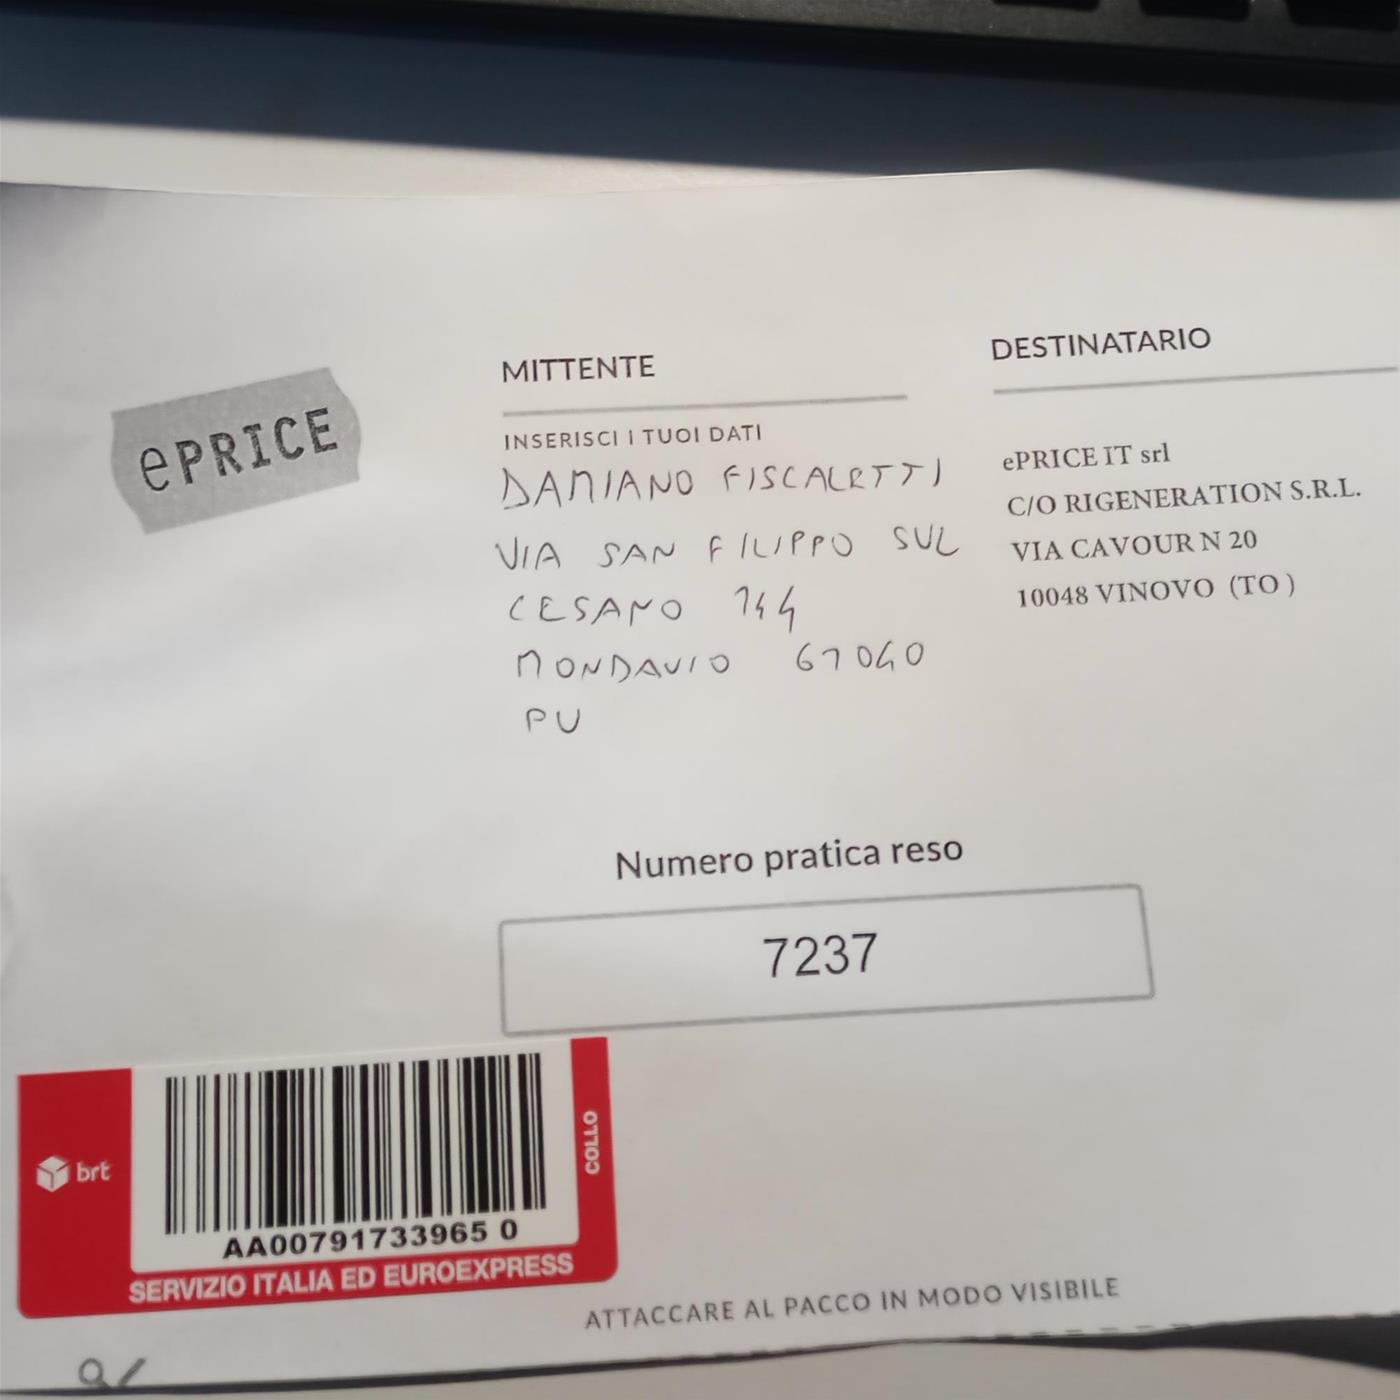 ePRICE
MITTENTE
INSERISCI I TUOI DATI
DAMIANO FISCALETTI
VIA SAN FILIPPO SUL
CESANO 144
MONDAVIO 61040
PU
DESTINATARIO
ePRICE IT srl
C/O RIGENERATION S.R.L.
VIA CAVOUR N 20
10048 VINOVO (TO )
Numero pratica reso
7237
brt
COLLO
AA00791733965 0
SERVIZIO ITALIA ED EUROEXPRESS
ATTACCARE AL PACCO IN MODO VISIBILE